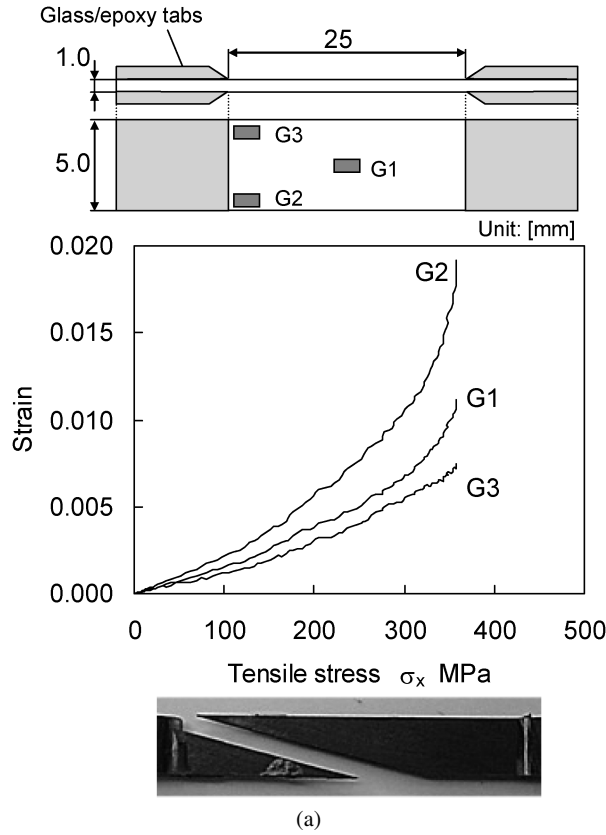 Glass/epoxy tabs
25
1.0
G3
5.0
G1
G2
Unit: [mm]
0.020
G2
0.015
Strain
0.010
G1
G3
0.005
0.000
0 100 200 300 400 500
Tensile stress σx MPa
(a)